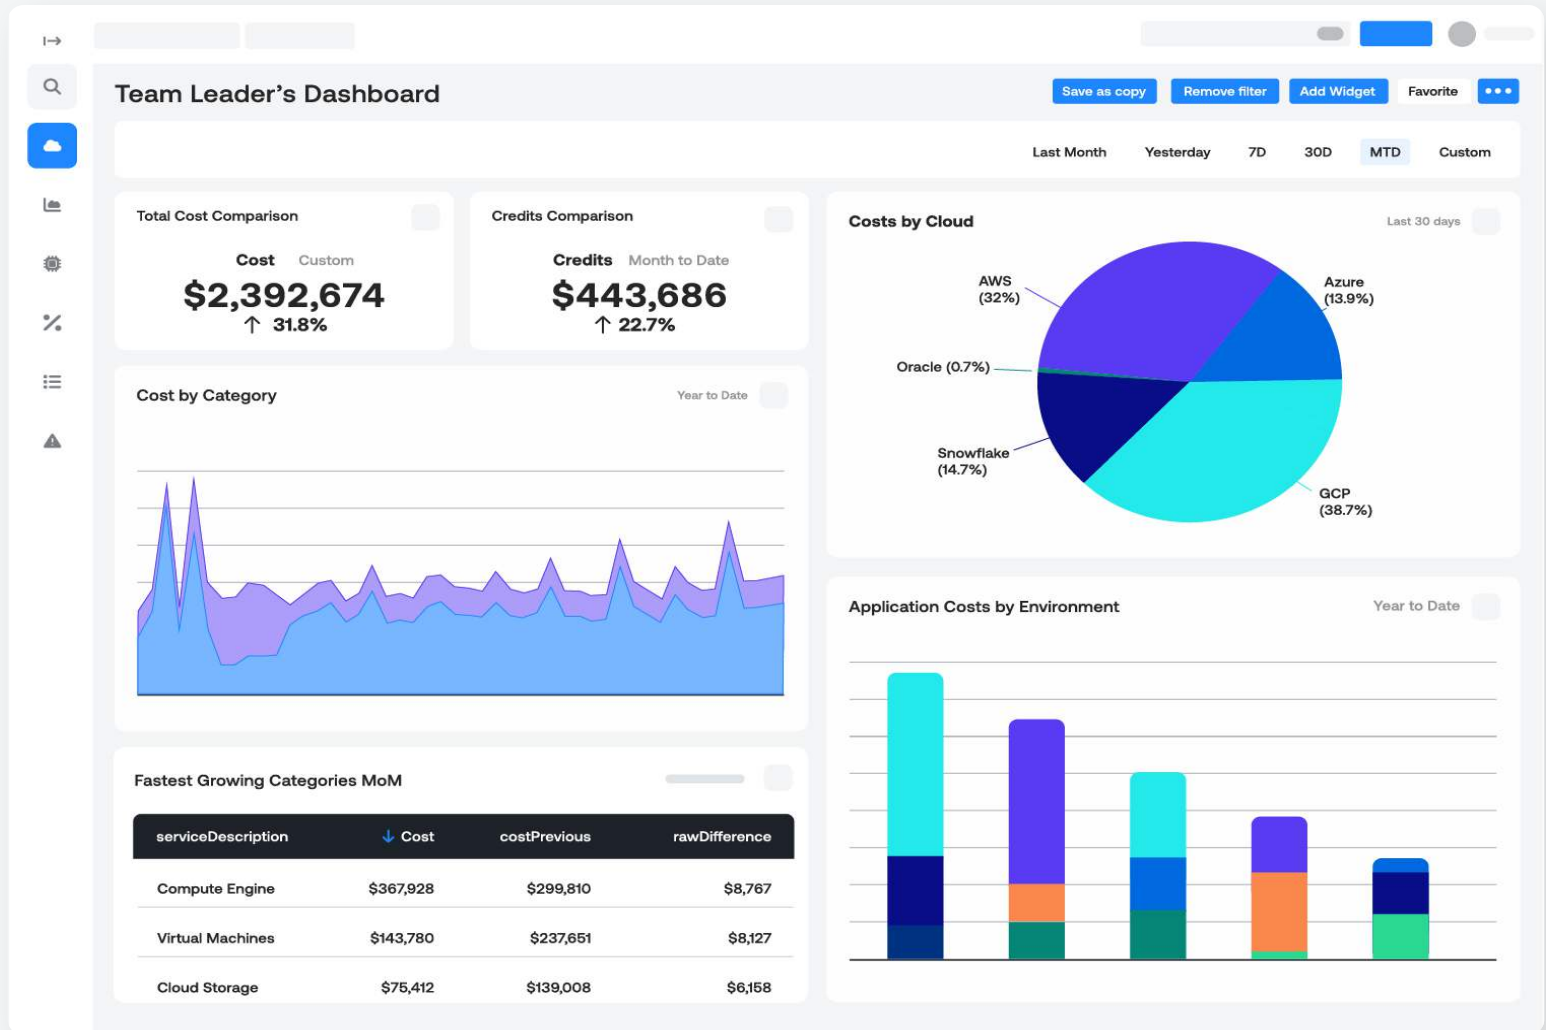 Team Leader's Dashboard
Save as copy
Remove filter
Add Widget
Favorite
Last Month
Yesterday
7D
30D
MTD
Custom
Total Cost Comparison
Cost Custom
$2,392,674
↑ 31.8%
Credits Comparison
Credits Month to Date
$443,686
↑ 22.7%
Costs by Cloud
Last 30 days
AWS
(32%)
Azure
(13.9%)
Oracle (0.7%)
Snowflake
(14.7%)
GCP
(38.7%)
Cost by Category
Year to Date
Application Costs by Environment
Year to Date
Fastest Growing Categories MoM
serviceDescription ↓ Cost costPrevious rawDifference
Compute Engine $367,928 $299,810 $8,767
Virtual Machines $143,780 $237,651 $8,127
Cloud Storage $75,412 $139,008 $6,158